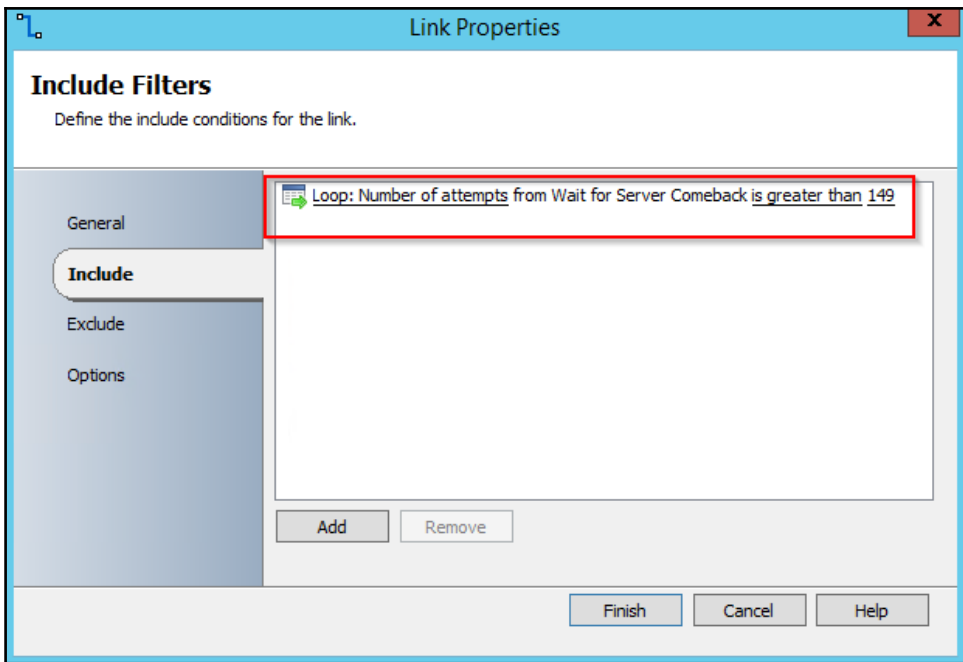 Link Properties
x
Include Filters
Define the include conditions for the link.
General
Include
Exclude
Options
Loop: Number of attempts from Wait for Server Comeback is greater than 149
Add
Remove
Finish
Cancel
Help